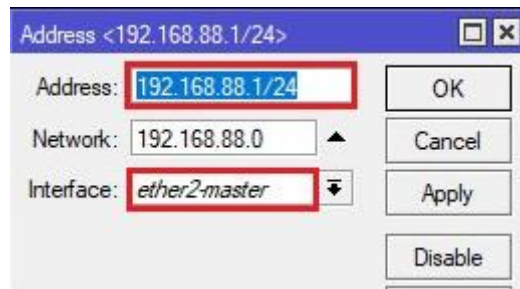 Address <192.168.88.1/24>
Address: 192.168.88.1/24 OK
Network: 192.168.88.0 Cancel
Interface: ether2-master Apply
Disable